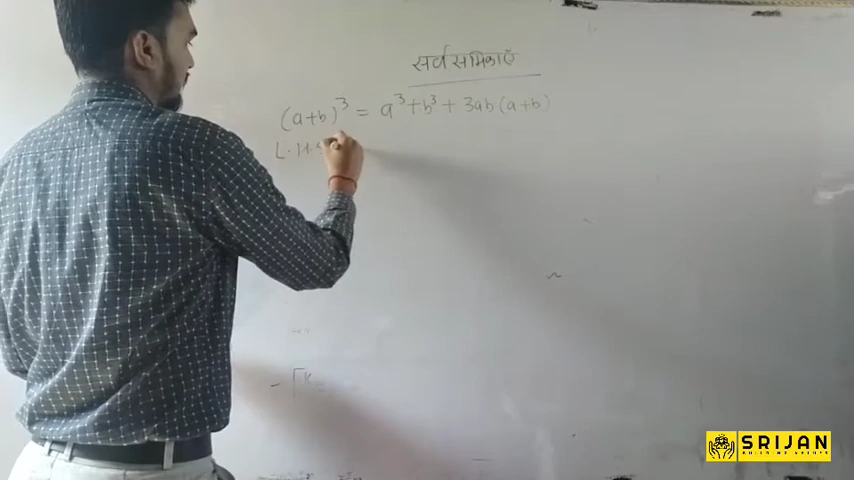 सर्वसमिकाएँ
(a+b)³ = a³+b³+ 3ab(a+b)
L.H.S
SRIJAN